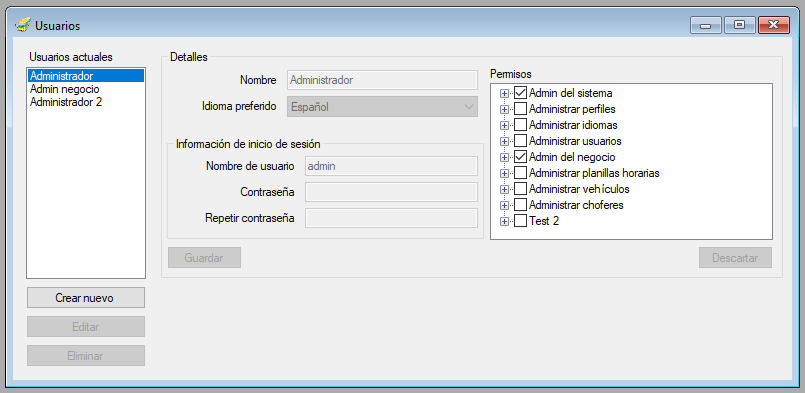 Usuarios
Usuarios actuales
Administrador
Admin negocio
Administrador 2
Crear nuevo
Editar
Eliminar
Detalles
Nombre
Administrador
Idioma preferido
Español
Información de inicio de sesión
Nombre de usuario
admin
Contraseña
Repetir contraseña
Guardar
Permisos
Admin del sistema
Administrar perfiles
Administrar idiomas
Administrar usuarios
Admin del negocio
Administrar planillas horarias
Administrar vehículos
Administrar choferes
Test 2
Descartar